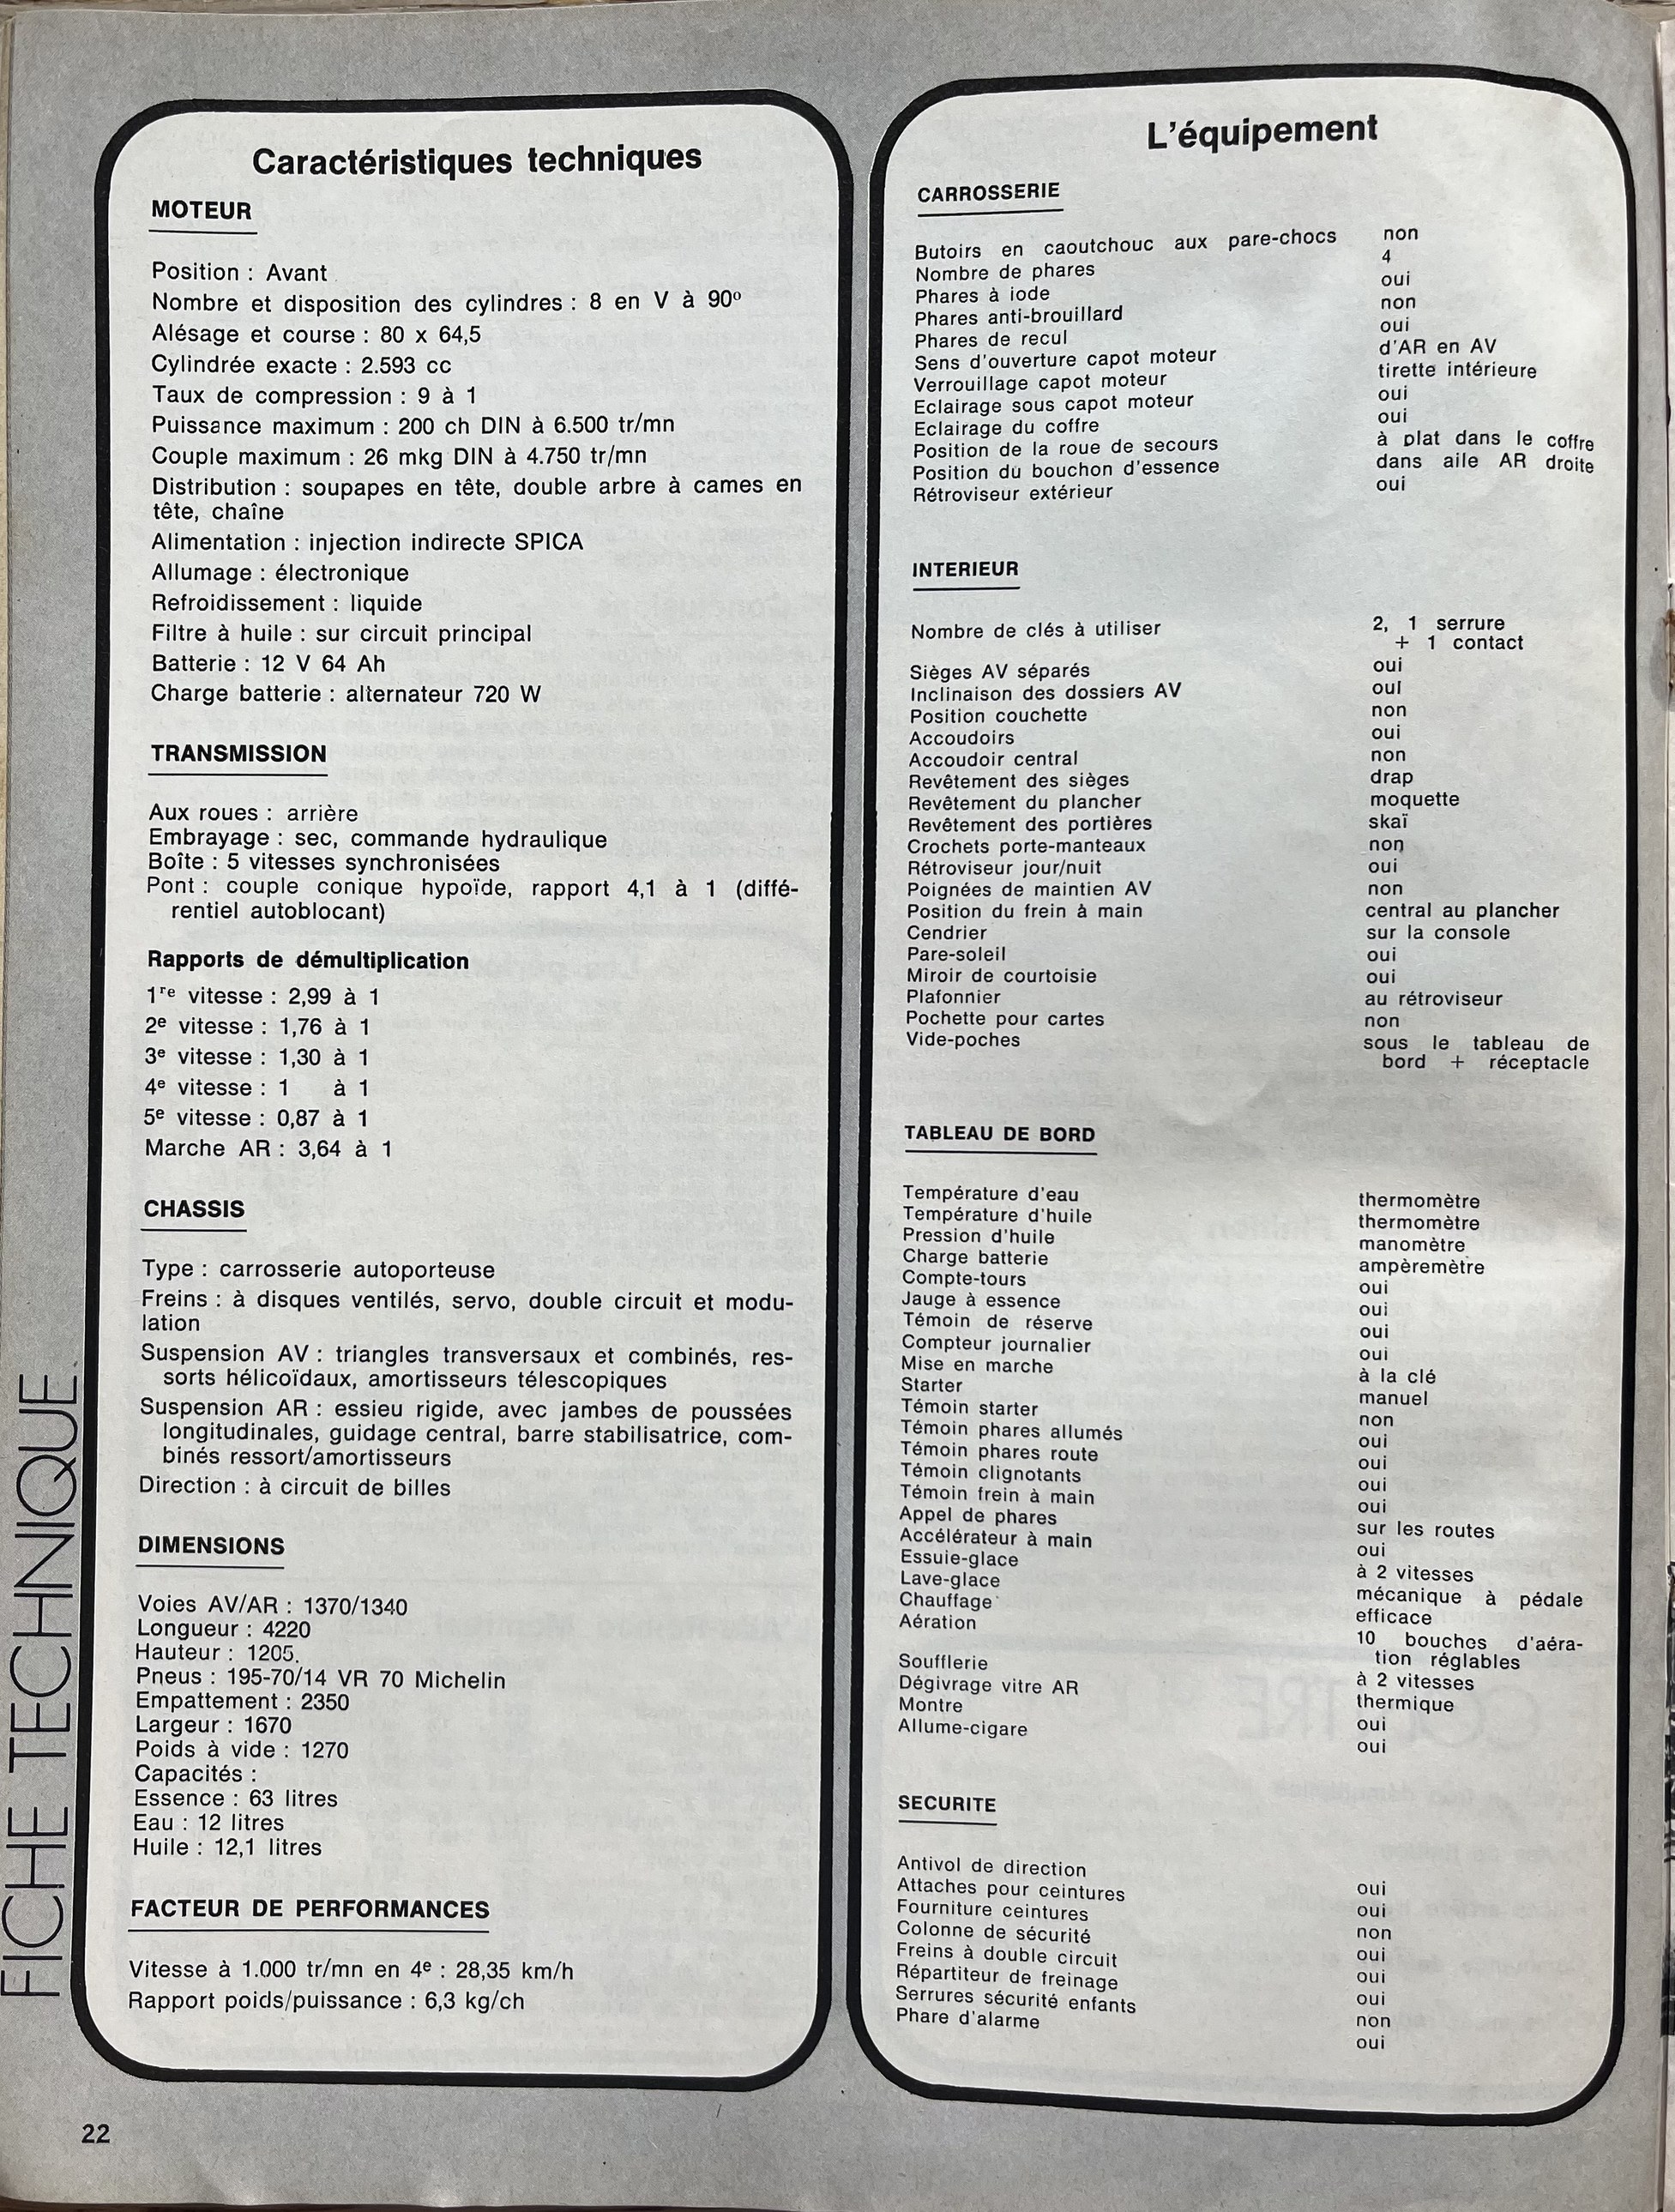 Caractéristiques techniques
MOTEUR
Position : Avant
Nombre et disposition des cylindres : 8 en V à 90º
Alésage et course : 80 x 64,5
Cylindrée exacte : 2.593 cc
Taux de compression : 9 à 1
Puissance maximum : 200 ch DIN à 6.500 tr/mn
Couple maximum : 26 mkg DIN à 4.750 tr/mn
Distribution : soupapes en tête, double arbre à cames en
tête, chaîne
Alimentation : injection indirecte SPICA
Allumage : électronique
Refroidissement : liquide
Filtre à huile : sur circuit principal
Batterie : 12 V 64 Ah
Charge batterie : alternateur 720 W
TRANSMISSION
Aux roues : arrière
Embrayage : sec, commande hydraulique
Boîte : 5 vitesses synchronisées
Pont : couple conique hypoïde, rapport 4,1 à 1 (diffé-
rentiel autoblocant)
Rapports de démultiplication
1re vitesse : 2,99 à 1
2e vitesse : 1,76 à 1
3e vitesse : 1,30 à 1
4e vitesse : 1 à 1
5e vitesse : 0,87 à 1
Marche AR : 3,64 à 1
CHASSIS
Type : carrosserie autoporteuse
Freins : à disques ventilés, servo, double circuit et modu-
lation
Suspension AV : triangles transversaux et combinés, res-
sorts hélicoïdaux, amortisseurs télescopiques
Suspension AR : essieu rigide, avec jambes de poussées
longitudinales, guidage central, barre stabilisatrice, com-
binés ressort/amortisseurs
Direction : à circuit de billes
DIMENSIONS
Voies AV/AR : 1370/1340
Longueur : 4220
Hauteur : 1205.
Pneus : 195-70/14 VR 70 Michelin
Empattement : 2350
Largeur : 1670
Poids à vide : 1270
Capacités :
Essence : 63 litres
Eau : 12 litres
Huile : 12,1 litres
FACTEUR DE PERFORMANCES
Vitesse à 1.000 tr/mn en 4e : 28,35 km/h
Rapport poids/puissance : 6,3 kg/ch
L'équipement
CARROSSERIE
Butoirs en caoutchouc aux pare-chocs non
Nombre de phares 4
Phares à iode oui
Phares anti-brouillard non
Phares de recul oui
Sens d'ouverture capot moteur d'AR en AV
Verrouillage capot moteur tirette intérieure
Eclairage sous capot moteur oui
Eclairage du coffre oui
Position de la roue de secours à plat dans le coffre
Position du bouchon d'essence dans aile AR droite
Rétroviseur extérieur oui
INTERIEUR
Nombre de clés à utiliser 2, 1 serrure
+ 1 contact
Sièges AV séparés oui
Inclinaison des dossiers AV oui
Position couchette non
Accoudoirs oui
Accoudoir central non
Revêtement des sièges drap
Revêtement du plancher moquette
Revêtement des portières skaï
Crochets porte-manteaux non
Rétroviseur jour/nuit oui
Poignées de maintien AV non
Position du frein à main central au plancher
Cendrier sur la console
Pare-soleil oui
Miroir de courtoisie oui
Plafonnier au rétroviseur
Pochette pour cartes non
Vide-poches sous le tableau de
bord + réceptacle
TABLEAU DE BORD
Température d'eau thermomètre
Température d'huile thermomètre
Pression d'huile manomètre
Charge batterie ampèremètre
Compte-tours oui
Jauge à essence oui
Témoin de réserve oui
Compteur journalier oui
Mise en marche à la clé
Starter manuel
Témoin starter non
Témoin phares allumés oui
Témoin phares route oui
Témoin clignotants oui
Témoin frein à main oui
Appel de phares sur les routes
Accélérateur à main oui
Essuie-glace à 2 vitesses
Lave-glace mécanique à pédale
Chauffage efficace
Aération 10 bouches d'aéra-
tion réglables
Soufflerie à 2 vitesses
Dégivrage vitre AR thermique
Montre oui
Allume-cigare oui
SECURITE
Antivol de direction oui
Attaches pour ceintures oui
Fourniture ceintures non
Colonne de sécurité oui
Freins à double circuit oui
Répartiteur de freinage oui
Serrures sécurité enfants non
Phare d'alarme oui
FICHE TECHNIQUE
22